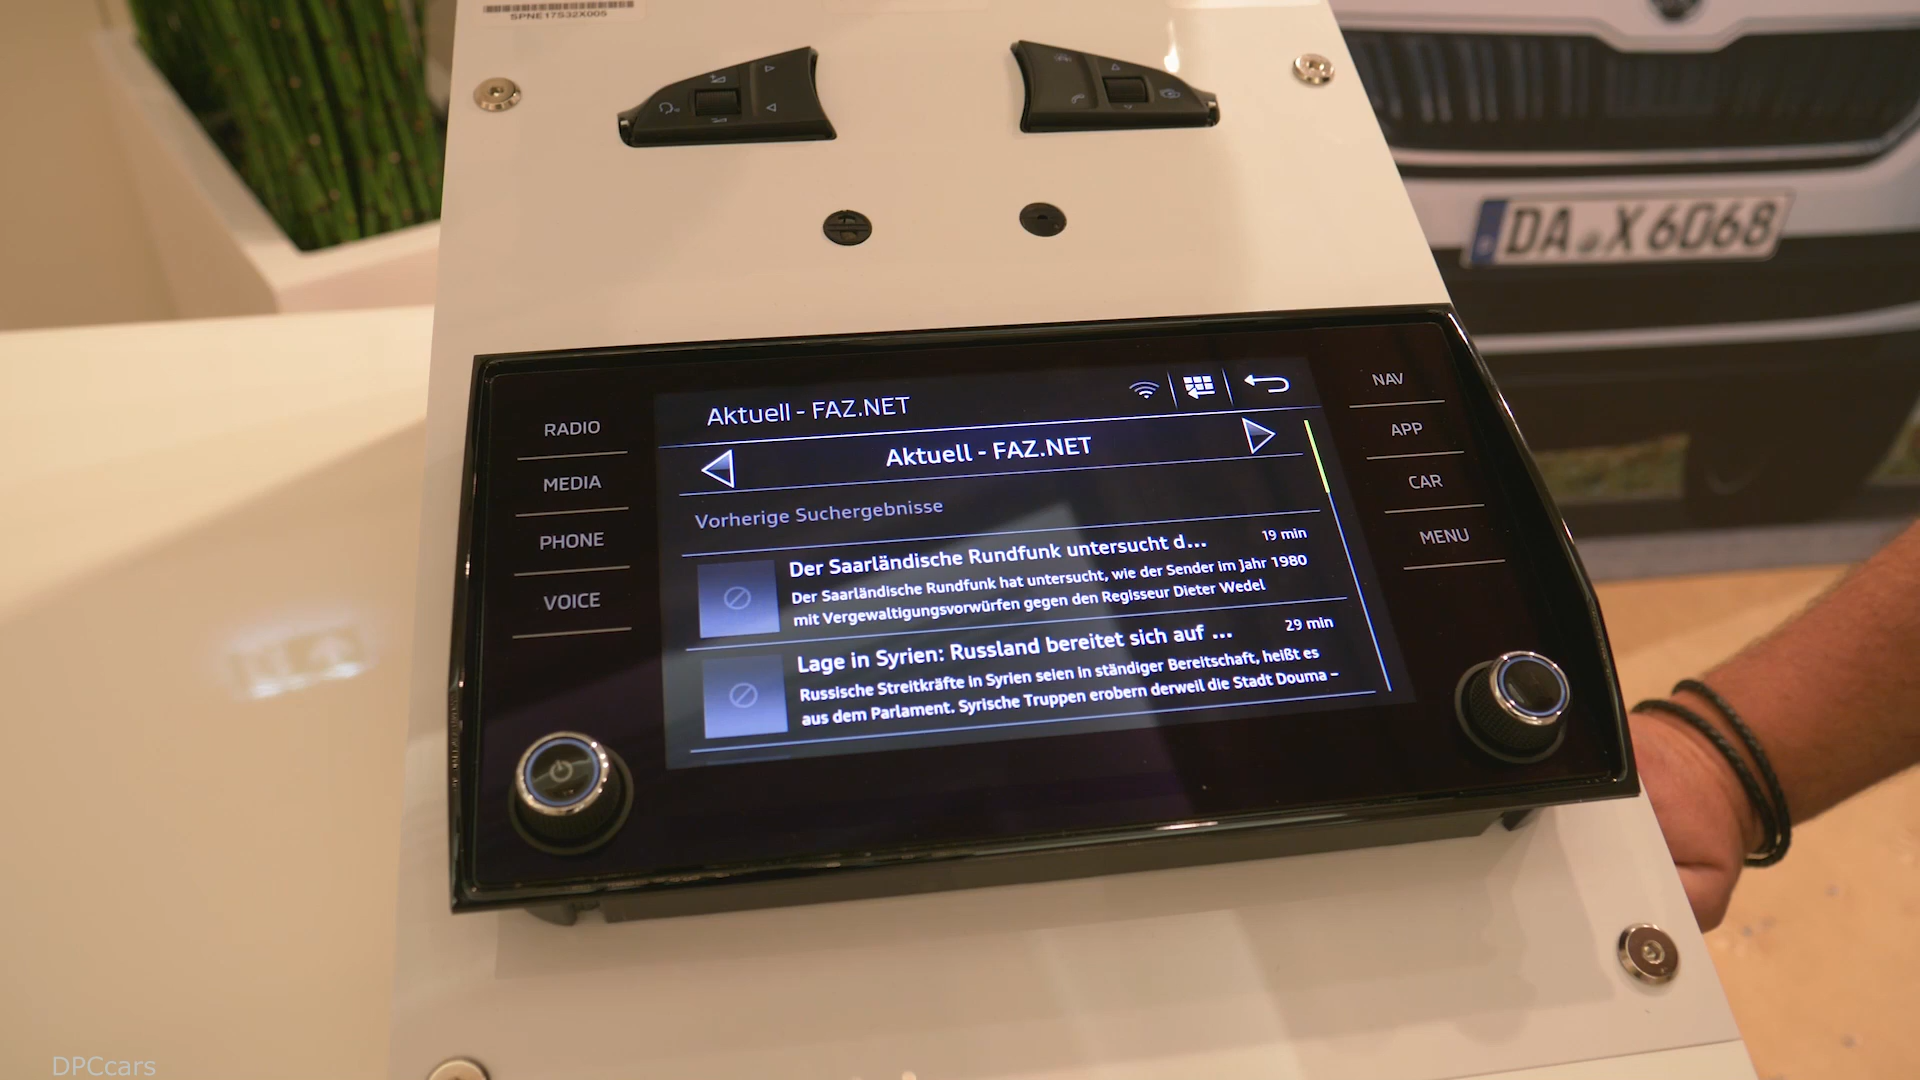 SPNE17S32X005
DA X 6068
RADIO
MEDIA
PHONE
VOICE
Aktuell - FAZ.NET
Aktuell - FAZ.NET
Vorherige Suchergebnisse
Der Saarländische Rundfunk untersucht d... 19 min
Der Saarländische Rundfunk hat untersucht, wie der Sender im Jahr 1980
mit Vergewaltigungsvorwürfen gegen den Regisseur Dieter Wedel
Lage in Syrien: Russland bereitet sich auf ... 29 min
Russische Streitkräfte in Syrien seien in ständiger Bereitschaft, heißt es
aus dem Parlament. Syrische Truppen erobern derweil die Stadt Douma –
NAV
APP
CAR
MENU
DPCcars